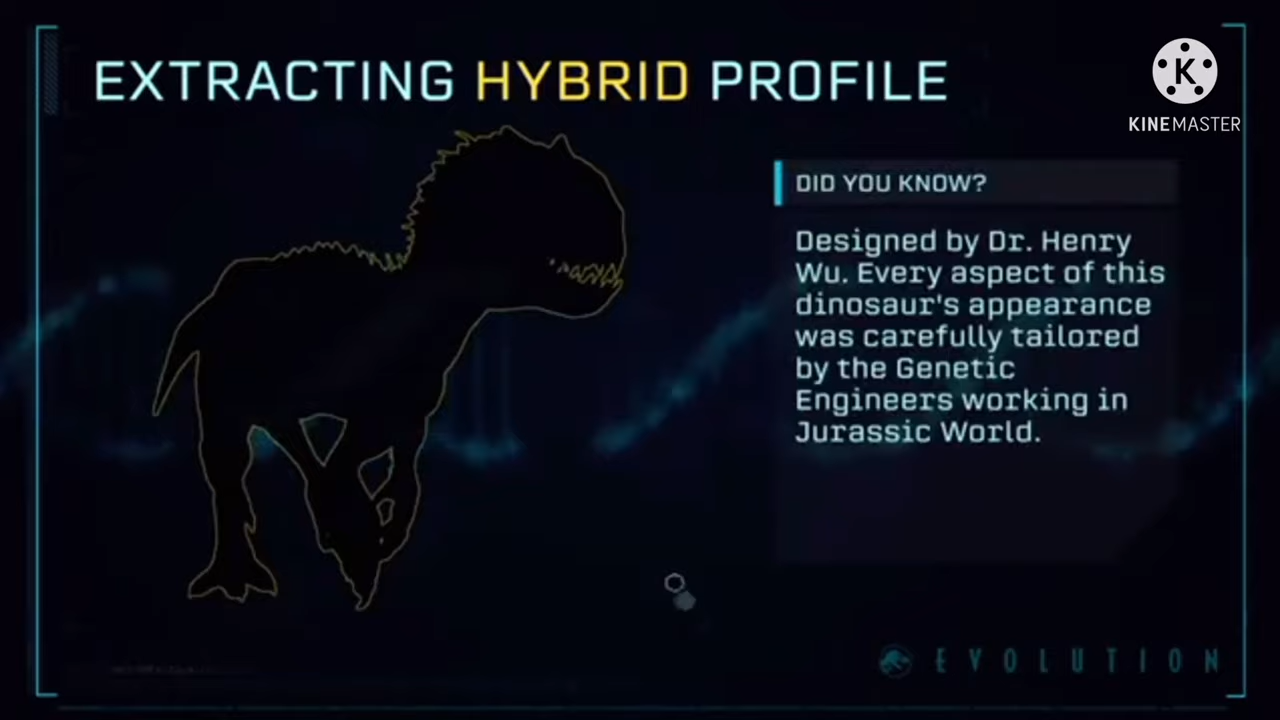 EXTRACTING HYBRID PROFILE
K
KINEMASTER
DID YOU KNOW?
Designed by Dr. Henry
Wu. Every aspect of this
dinosaur's appearance
was carefully tailored
by the Genetic
Engineers working in
Jurassic World.
EVOLUTION